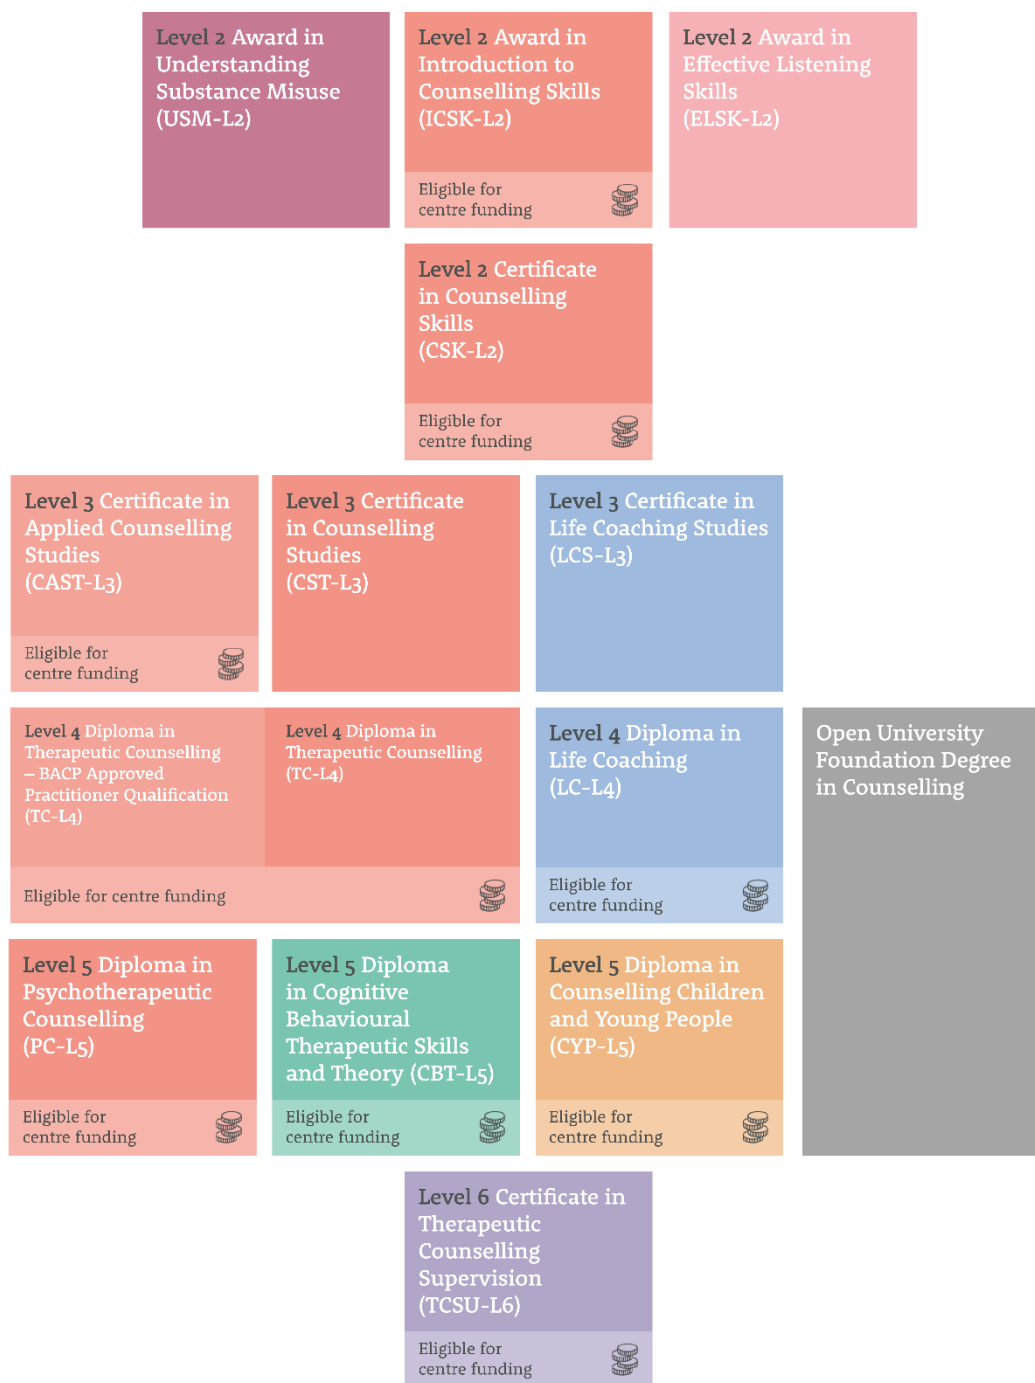 Level 2 Award in
Understanding
Substance Misuse
(USM-L2)
Level 2 Award in
Introduction to
Counselling Skills
(ICSK-L2)
Eligible for
centre funding
Level 2 Award in
Effective Listening
Skills
(ELSK-L2)
Level 2 Certificate
in Counselling
Skills
(CSK-L2)
Eligible for
centre funding
Level 3 Certificate in
Applied Counselling
Studies
(CAST-L3)
Eligible for
centre funding
Level 3 Certificate
in Counselling
Studies
(CST-L3)
Level 3 Certificate in
Life Coaching Studies
(LCS-L3)
Level 4 Diploma in
Therapeutic Counselling
– BACP Approved
Practitioner Qualification
(TC-L4)
Level 4 Diploma in
Therapeutic Counselling
(TC-L4)
Eligible for centre funding
Level 4 Diploma in
Life Coaching
(LC-L4)
Eligible for
centre funding
Open University
Foundation Degree
in Counselling
Level 5 Diploma in
Psychotherapeutic
Counselling
(PC-L5)
Eligible for
centre funding
Level 5 Diploma
in Cognitive
Behavioural
Therapeutic Skills
and Theory (CBT-L5)
Eligible for
centre funding
Level 5 Diploma in
Counselling Children
and Young People
(CYP-L5)
Eligible for
centre funding
Level 6 Certificate in
Therapeutic
Counselling
Supervision
(TCSU-L6)
Eligible for
centre funding